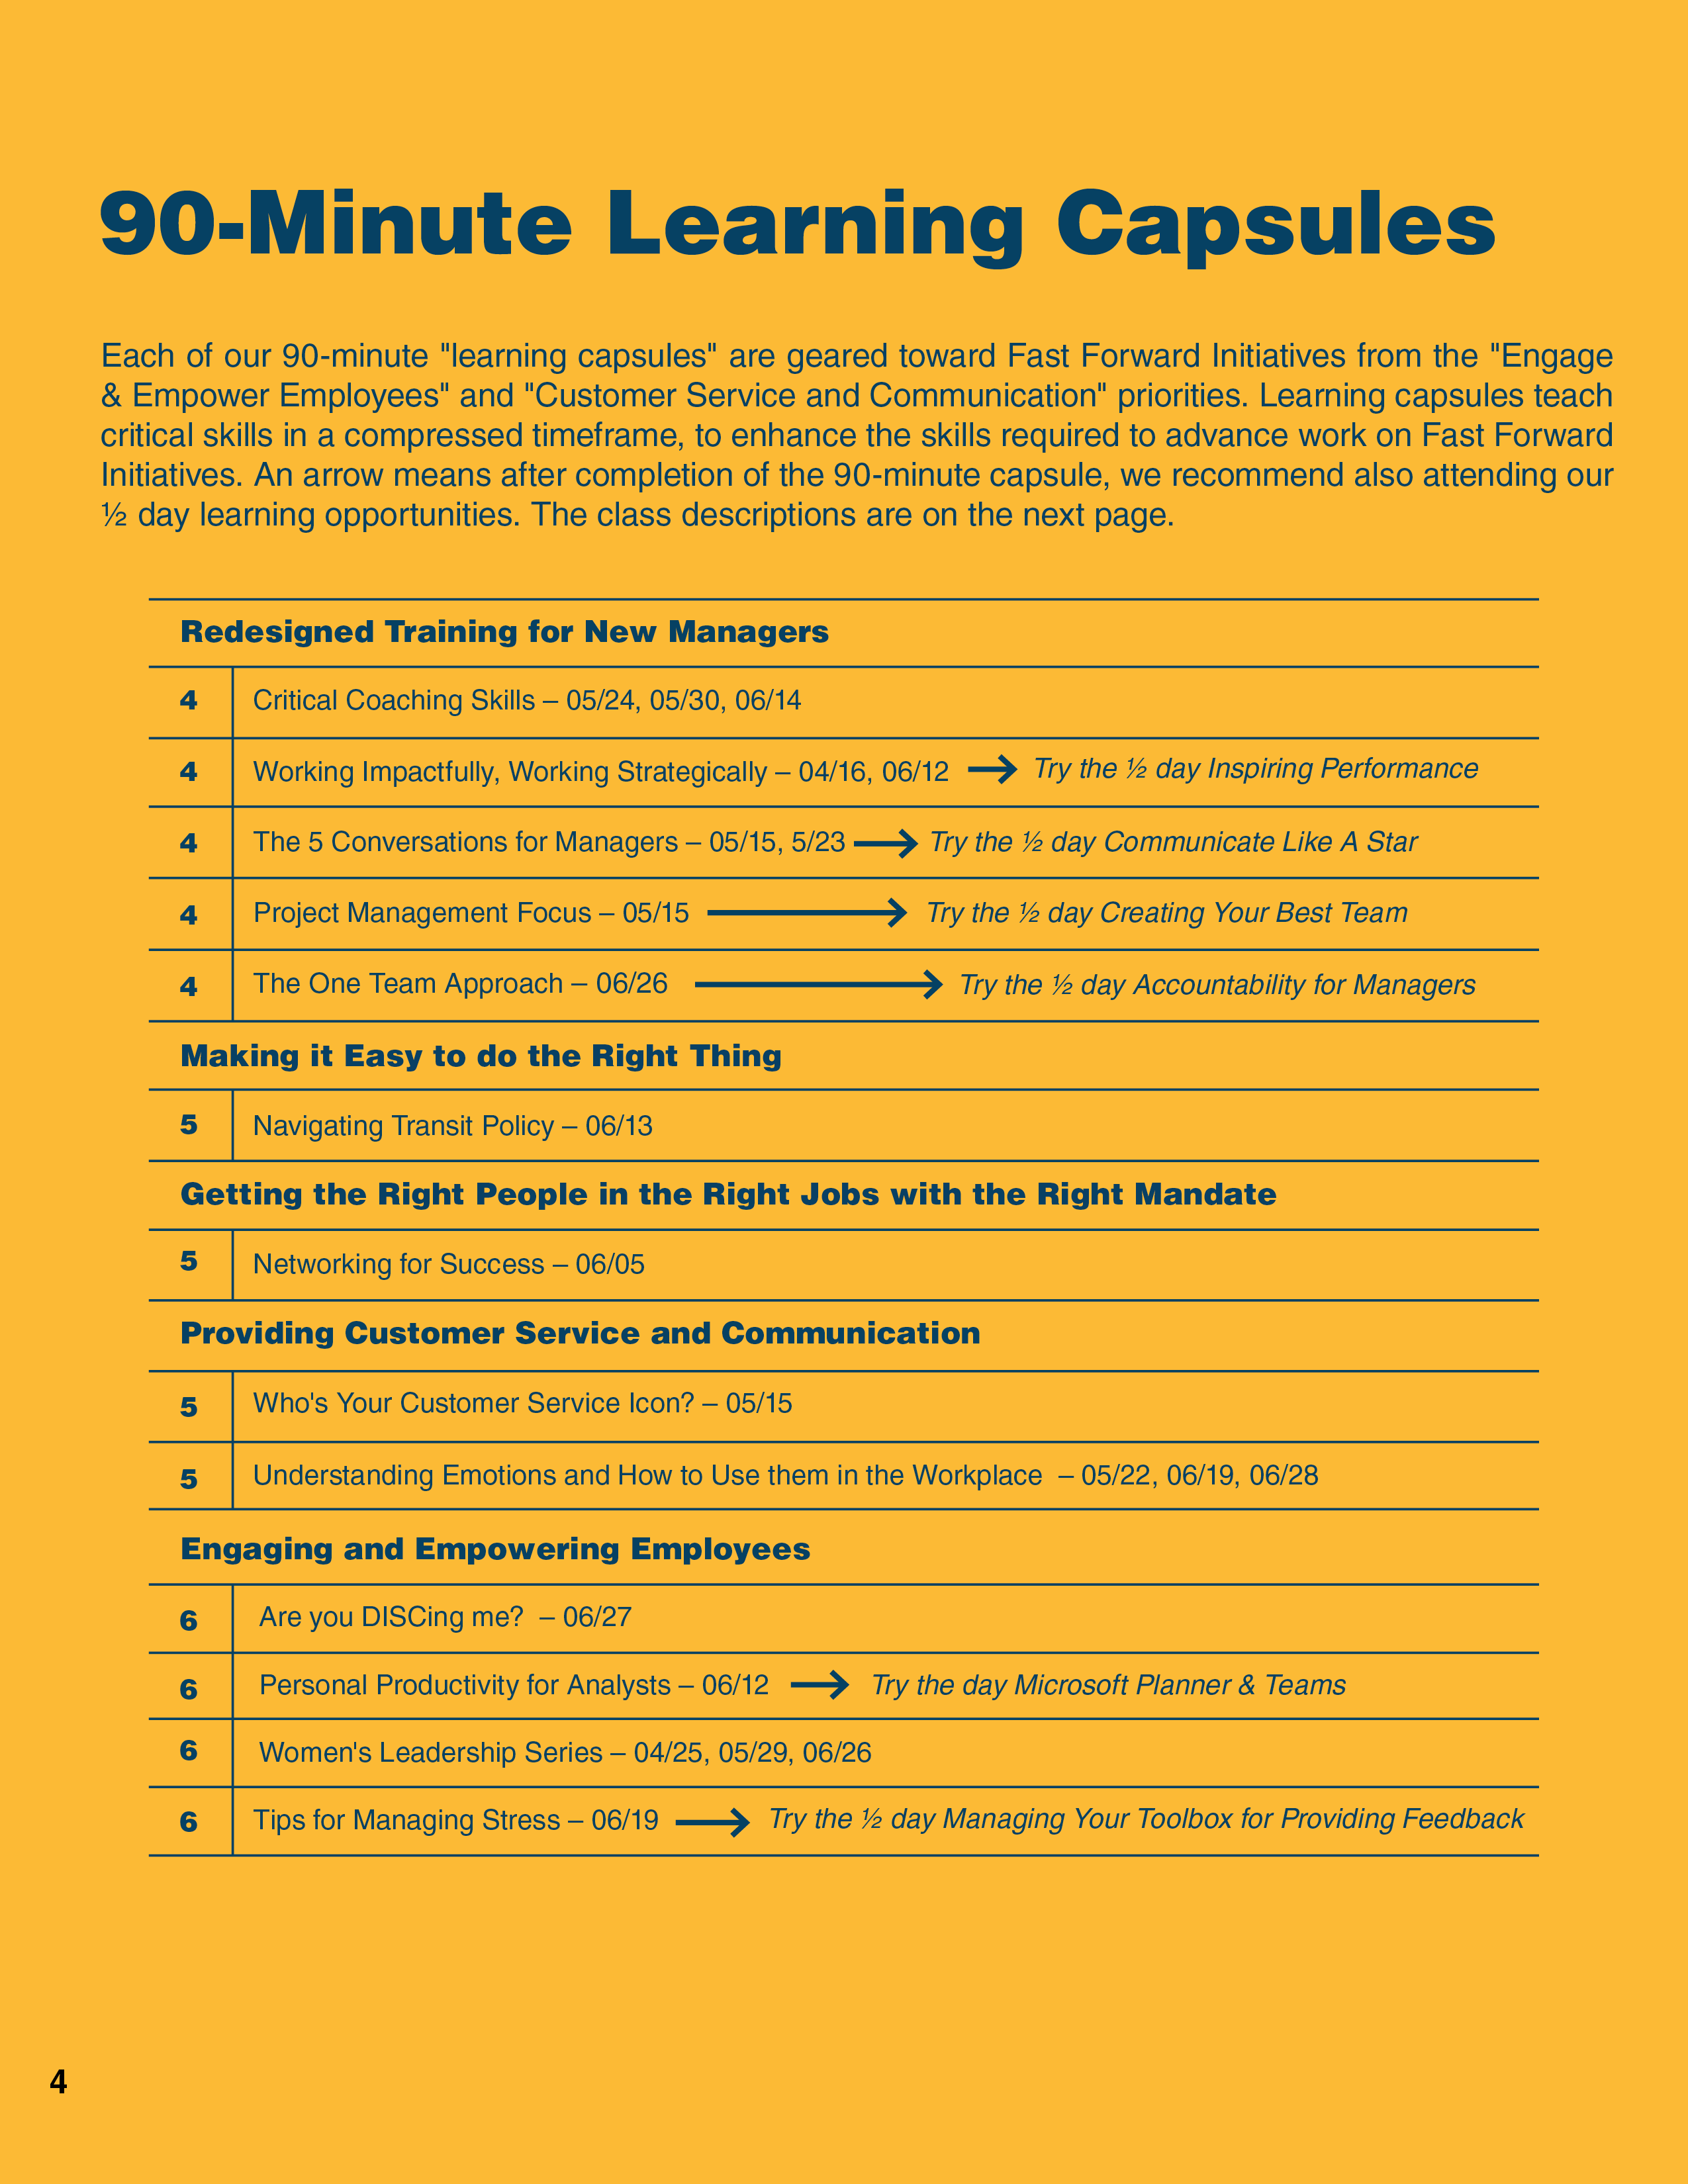 90-Minute Learning Capsules
Each of our 90-minute "learning capsules" are geared toward Fast Forward Initiatives from the "Engage
& Empower Employees" and "Customer Service and Communication" priorities. Learning capsules teach
critical skills in a compressed timeframe, to enhance the skills required to advance work on Fast Forward
Initiatives. An arrow means after completion of the 90-minute capsule, we recommend also attending our
½ day learning opportunities. The class descriptions are on the next page.
Redesigned Training for New Managers
4 Critical Coaching Skills – 05/24, 05/30, 06/14
4 Working Impactfully, Working Strategically – 04/16, 06/12 → Try the ½ day Inspiring Performance
4 The 5 Conversations for Managers – 05/15, 5/23 → Try the ½ day Communicate Like A Star
4 Project Management Focus – 05/15 → Try the ½ day Creating Your Best Team
4 The One Team Approach – 06/26 → Try the ½ day Accountability for Managers
Making it Easy to do the Right Thing
5 Navigating Transit Policy – 06/13
Getting the Right People in the Right Jobs with the Right Mandate
5 Networking for Success – 06/05
Providing Customer Service and Communication
5 Who's Your Customer Service Icon? – 05/15
5 Understanding Emotions and How to Use them in the Workplace – 05/22, 06/19, 06/28
Engaging and Empowering Employees
6 Are you DISCing me? – 06/27
6 Personal Productivity for Analysts – 06/12 → Try the day Microsoft Planner & Teams
6 Women's Leadership Series – 04/25, 05/29, 06/26
6 Tips for Managing Stress – 06/19 → Try the ½ day Managing Your Toolbox for Providing Feedback
4